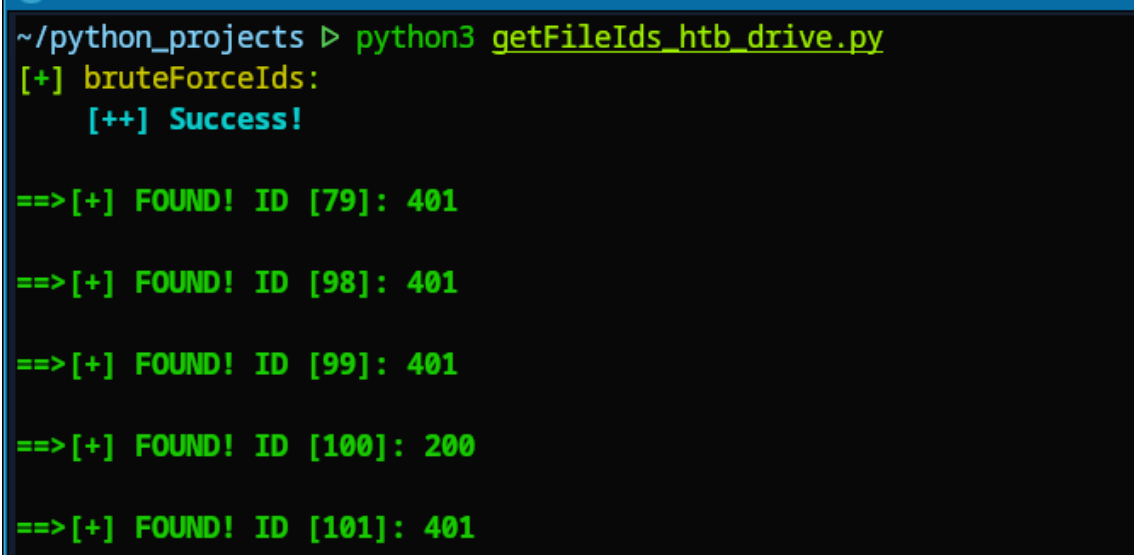 ~/python_projects ▷ python3 getFileIds_htb_drive.py
[+] bruteForceIds:
[++] Success!
==>[+] FOUND! ID [79]: 401
==>[+] FOUND! ID [98]: 401
==>[+] FOUND! ID [99]: 401
==>[+] FOUND! ID [100]: 200
==>[+] FOUND! ID [101]: 401